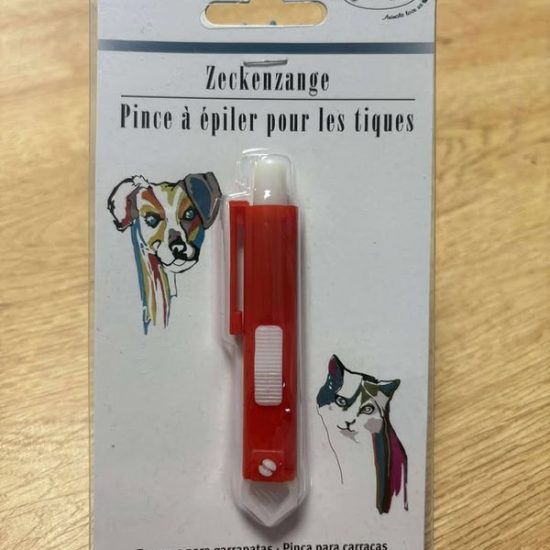 Zeckenzange
Pince à épiler pour les tiques
para garrapatas · Pinça para carraças